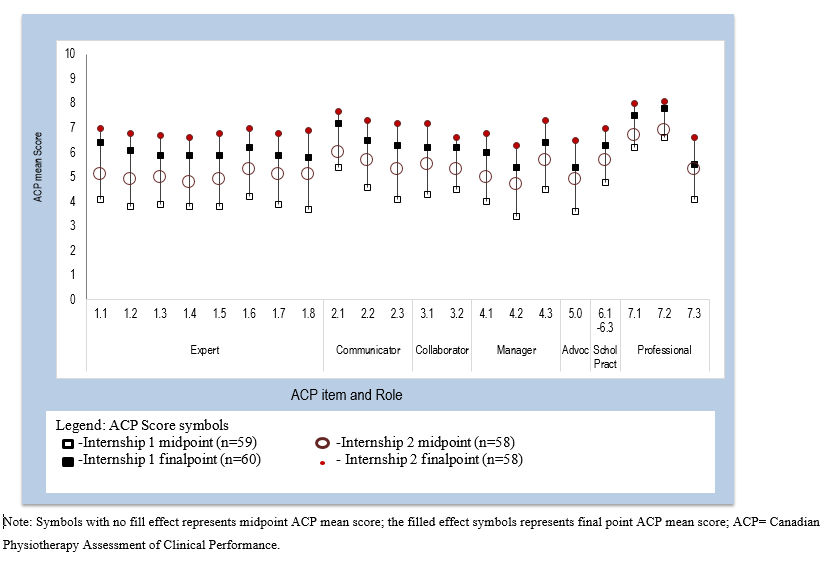 10
9
8
7
6
5
4
3
2
1
0
ACP mean Score
1.1 1.2 1.3 1.4 1.5 1.6 1.7 1.8 2.1 2.2 2.3 3.1 3.2 4.1 4.2 4.3 5.0 6.1 7.1 7.2 7.3
-6.3
Expert Communicator Collaborator Manager Advoc Schol Professional
Pract
ACP item and Role
Legend: ACP Score symbols
-Internship 1 midpoint (n=59) -Internship 2 midpoint (n=58)
-Internship 1 finalpoint (n=60) - Internship 2 finalpoint (n=58)
Note: Symbols with no fill effect represents midpoint ACP mean score; the filled effect symbols represents final point ACP mean score; ACP= Canadian
Physiotherapy Assessment of Clinical Performance.